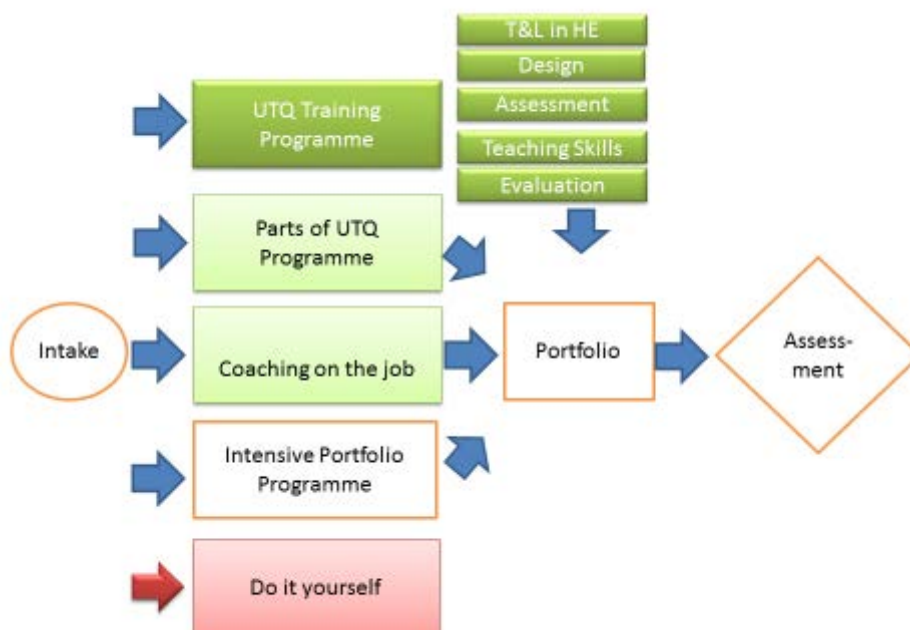 T&L in HE
Design
Assessment
Teaching Skills
Evaluation
UTQ Training
Programme
Parts of UTQ
Programme
Intake
Coaching on the job
Portfolio
Assess-
ment
Intensive Portfolio
Programme
Do it yourself